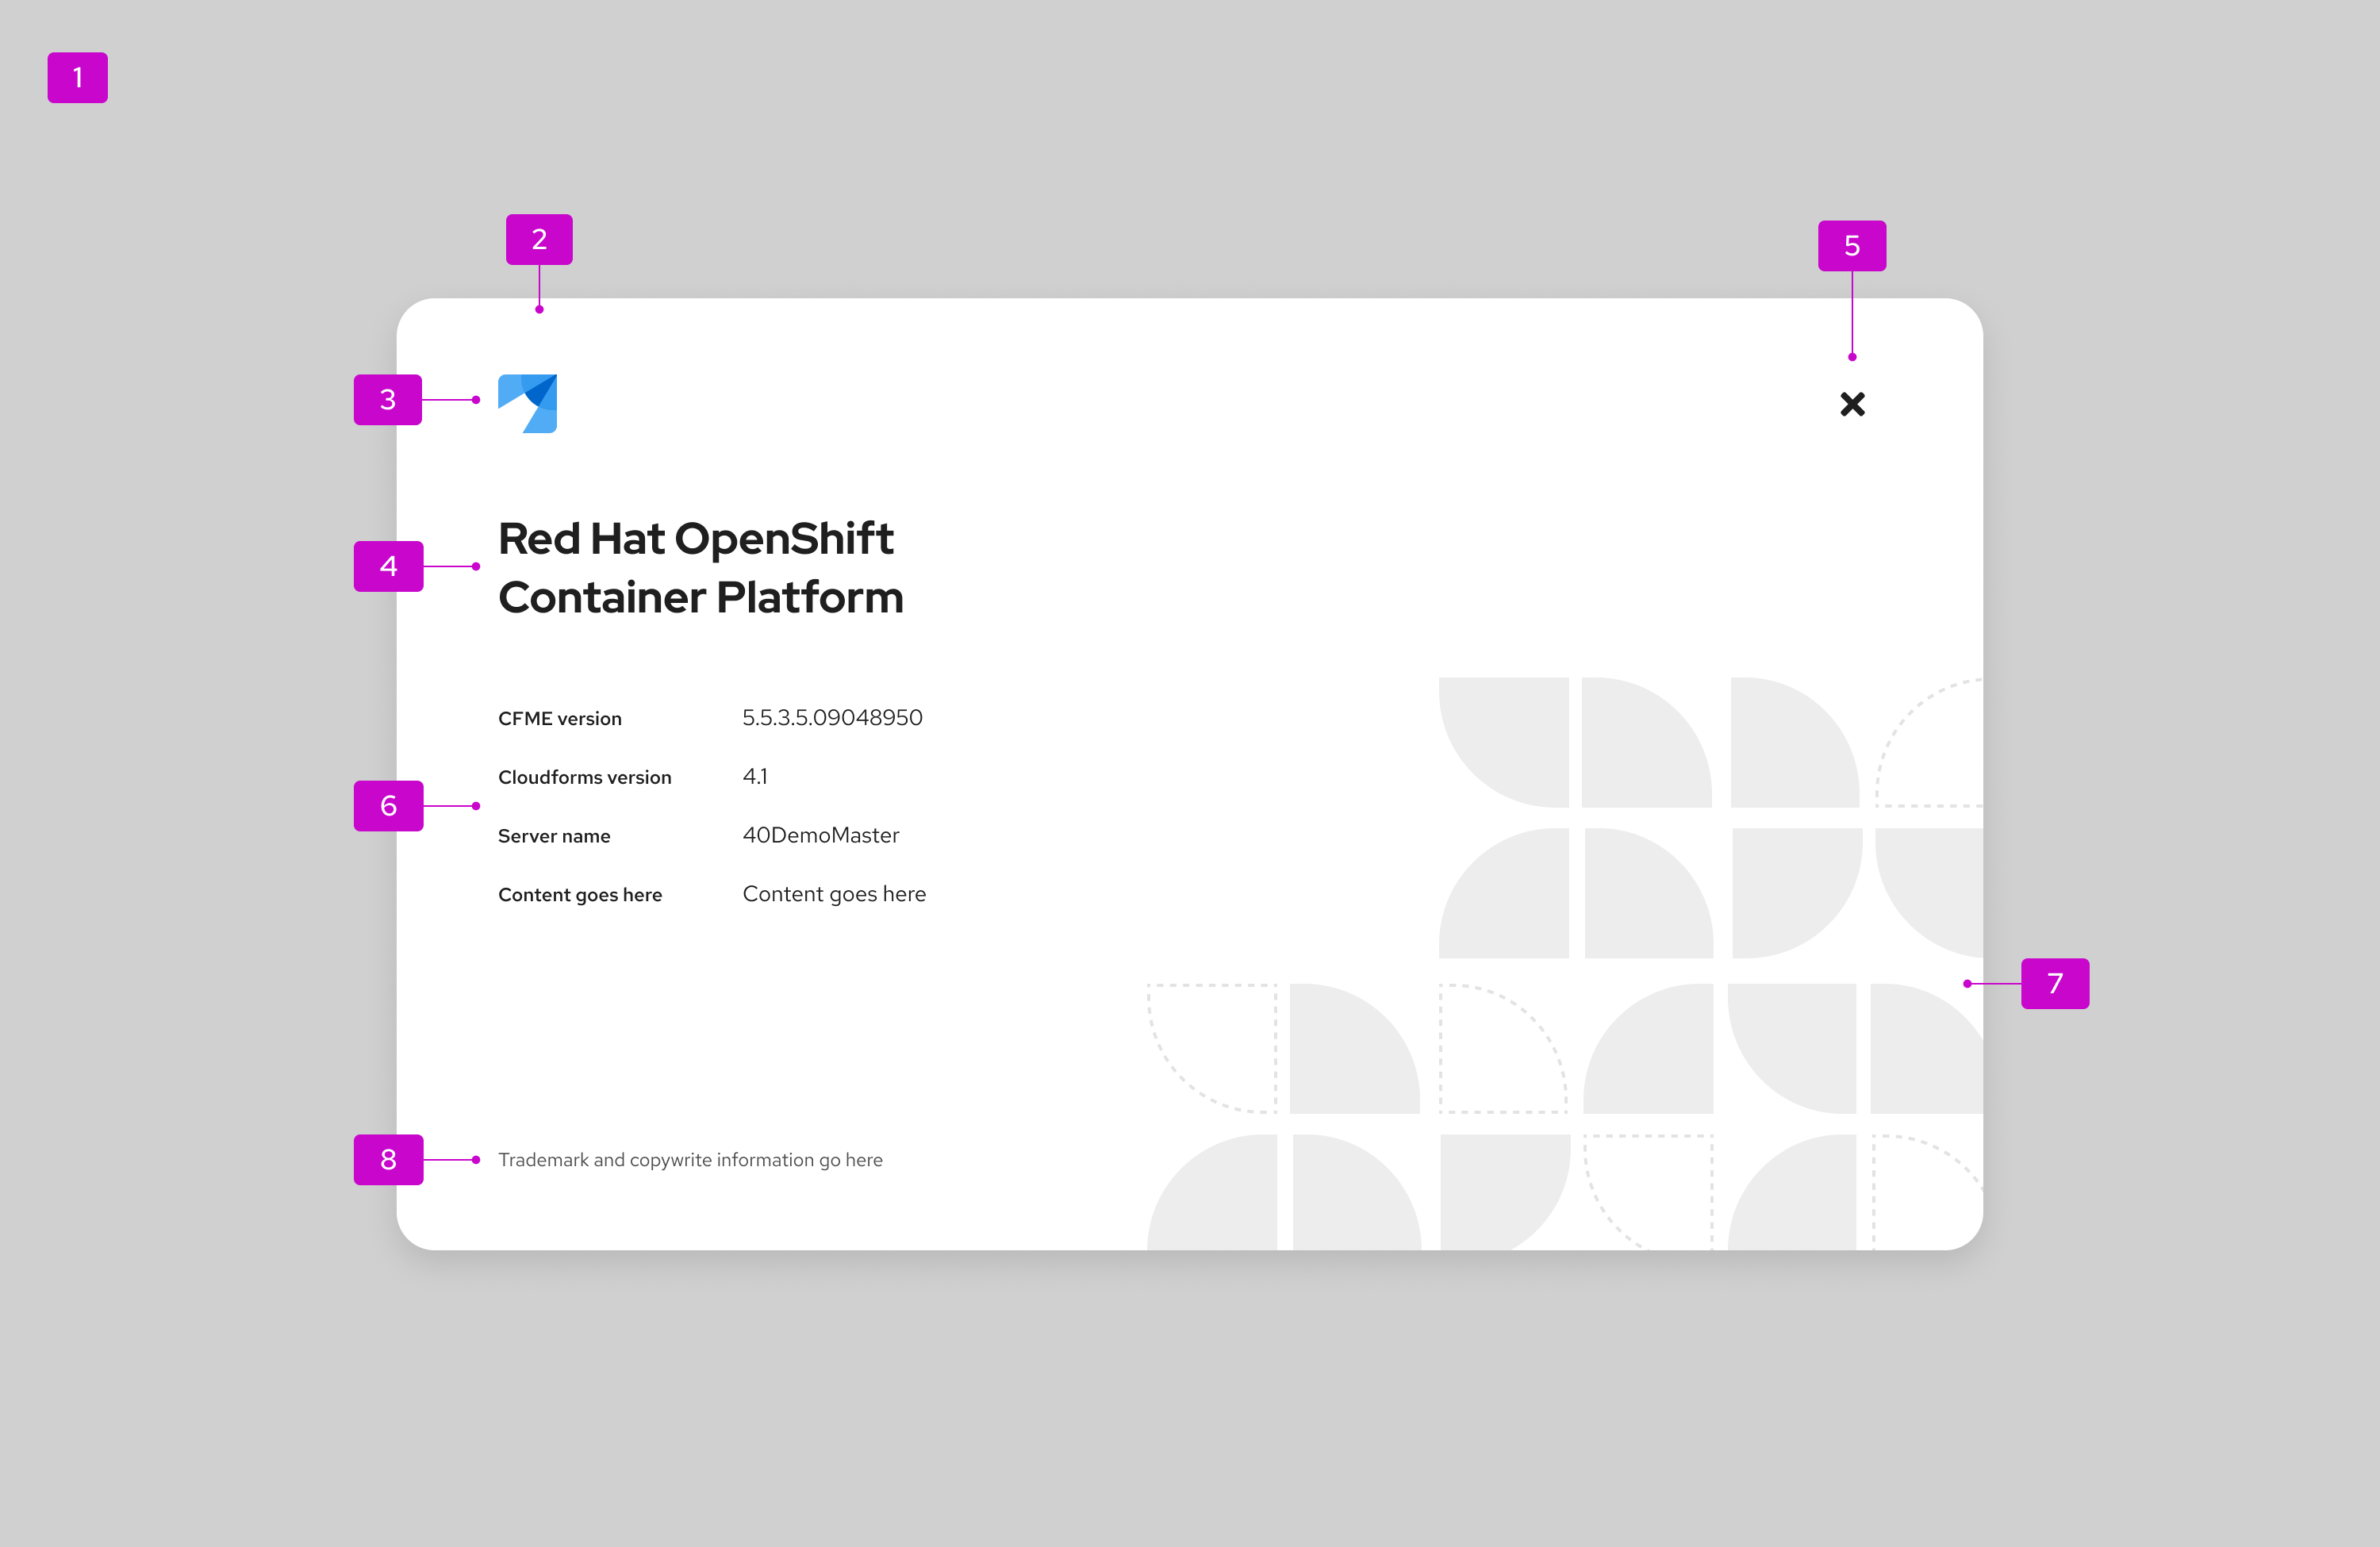 1
2
5
3
4
Red Hat OpenShift
Container Platform
CFME version 5.5.3.5.09048950
Cloudforms version 4.1
6
Server name 40DemoMaster
Content goes here Content goes here
7
8
Trademark and copywrite information go here